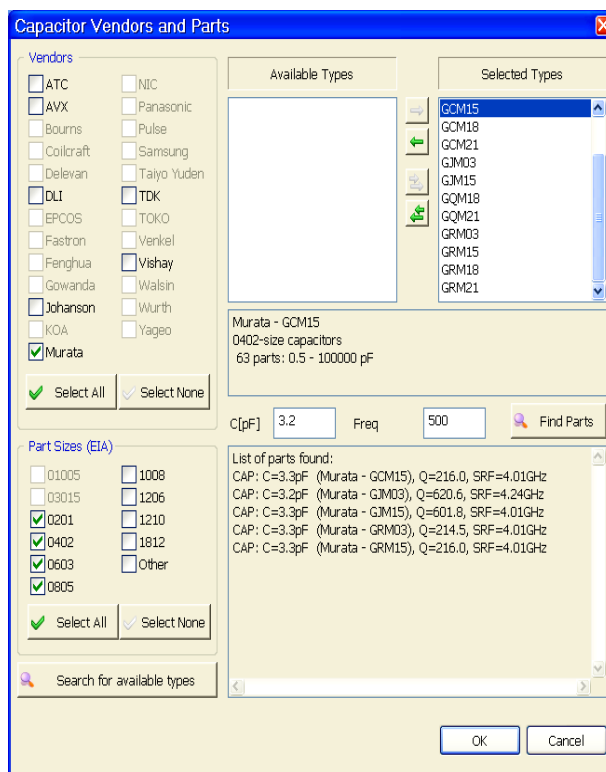 Capacitor Vendors and Parts
Vendors
ATC NIC
AVX Panasonic
Bourns Pulse
Coilcraft Samsung
Delevan Taiyo Yuden
DLI TDK
EPCOS TOKO
Fastron Venkel
Fenghua Vishay
Gowanda Walsin
Johanson Wurth
KOA Yageo
Murata
Select All Select None
Part Sizes (EIA)
01005 1008
03015 1206
0201 1210
0402 1812
0603 Other
0805
Select All Select None
Search for available types
Available Types
Selected Types
GCM15
GCM18
GCM21
GJM03
GJM15
GQM18
GQM21
GRM03
GRM15
GRM18
GRM21
Murata - GCM15
0402-size capacitors
63 parts: 0.5 - 100000 pF
C[pF] 3.2 Freq 500 Find Parts
List of parts found:
CAP: C=3.3pF (Murata - GCM15), Q=216.0, SRF=4.01GHz
CAP: C=3.2pF (Murata - GJM03), Q=620.6, SRF=4.24GHz
CAP: C=3.3pF (Murata - GJM15), Q=601.8, SRF=4.01GHz
CAP: C=3.3pF (Murata - GRM03), Q=214.5, SRF=4.01GHz
CAP: C=3.3pF (Murata - GRM15), Q=216.0, SRF=4.01GHz
OK Cancel